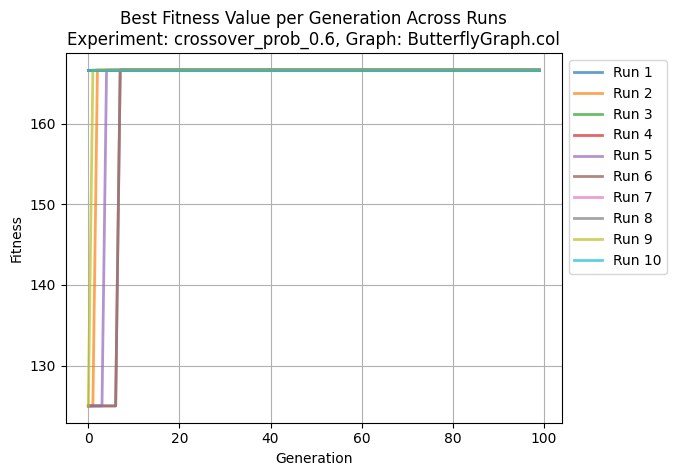 Best Fitness Value per Generation Across Runs
Experiment: crossover_prob_0.6, Graph: ButterflyGraph.col
Fitness
160
150
140
130
0
20
40
60
80
100
Generation
Run 1
Run 2
Run 3
Run 4
Run 5
Run 6
Run 7
Run 8
Run 9
Run 10